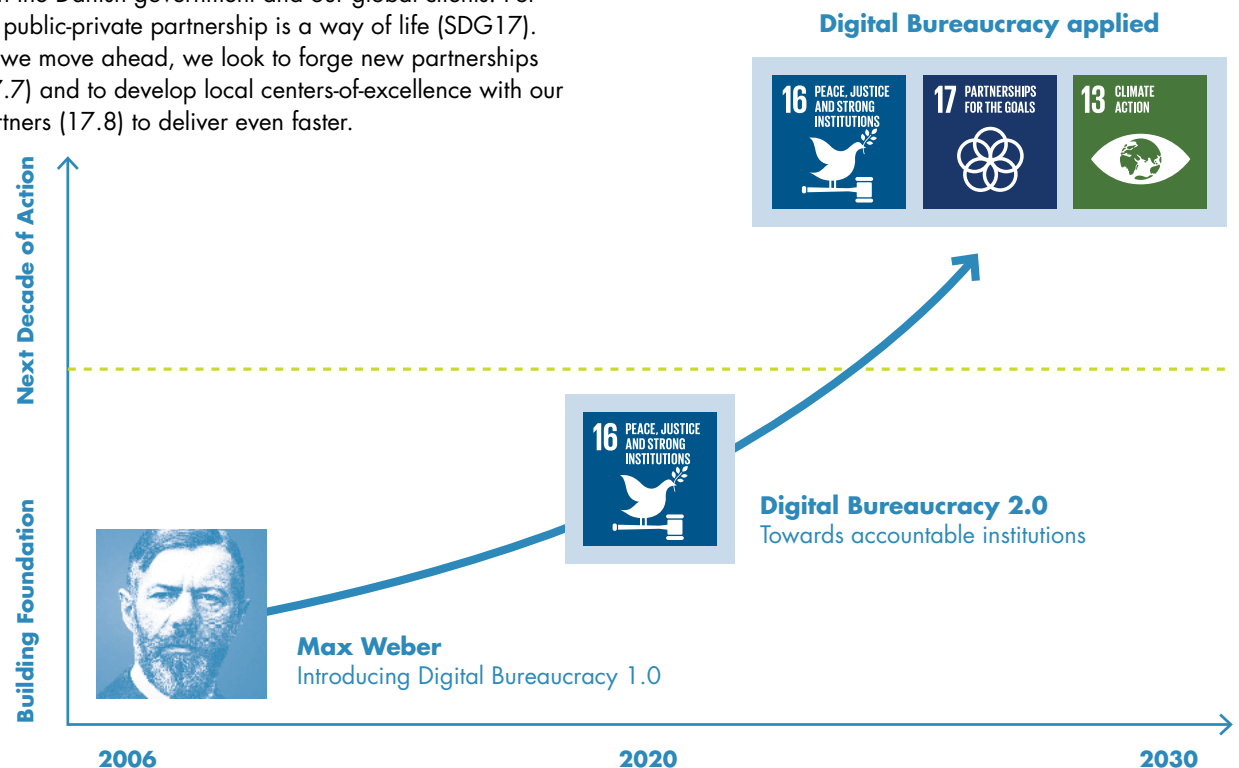 public-private partnership is a way of life (SDG17).
we move ahead, we look to forge new partnerships
.7) and to develop local centers-of-excellence with our
tners (17.8) to deliver even faster.
Digital Bureaucracy applied
16 PEACE, JUSTICE
AND STRONG
INSTITUTIONS
17 PARTNERSHIPS
FOR THE GOALS
13 CLIMATE
ACTION
Next Decade of Action
16 PEACE, JUSTICE
AND STRONG
INSTITUTIONS
Digital Bureaucracy 2.0
Towards accountable institutions
Building Foundation
Max Weber
Introducing Digital Bureaucracy 1.0
2006
2020
2030